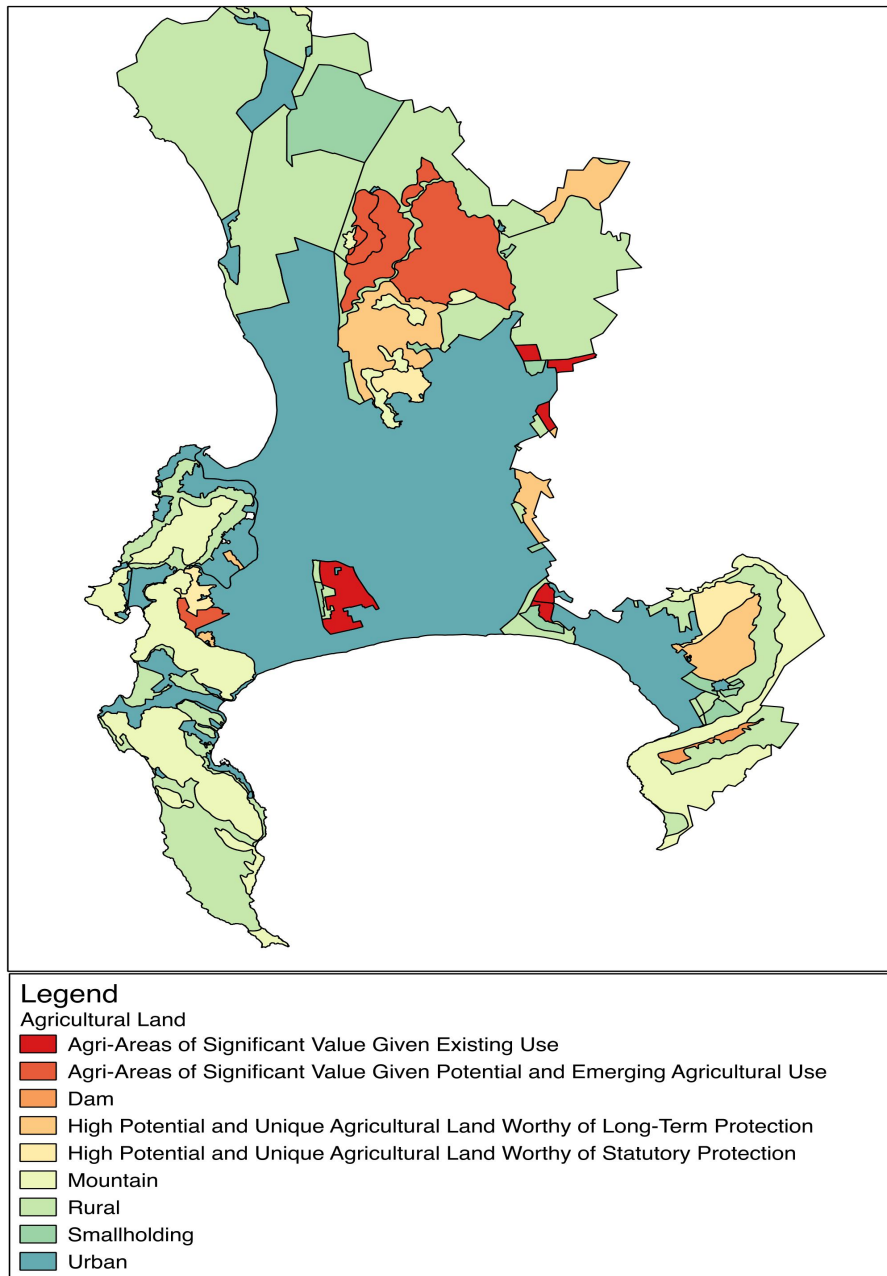 Legend
Agricultural Land
Agri-Areas of Significant Value Given Existing Use
Agri-Areas of Significant Value Given Potential and Emerging Agricultural Use
Dam
High Potential and Unique Agricultural Land Worthy of Long-Term Protection
High Potential and Unique Agricultural Land Worthy of Statutory Protection
Mountain
Rural
Smallholding
Urban